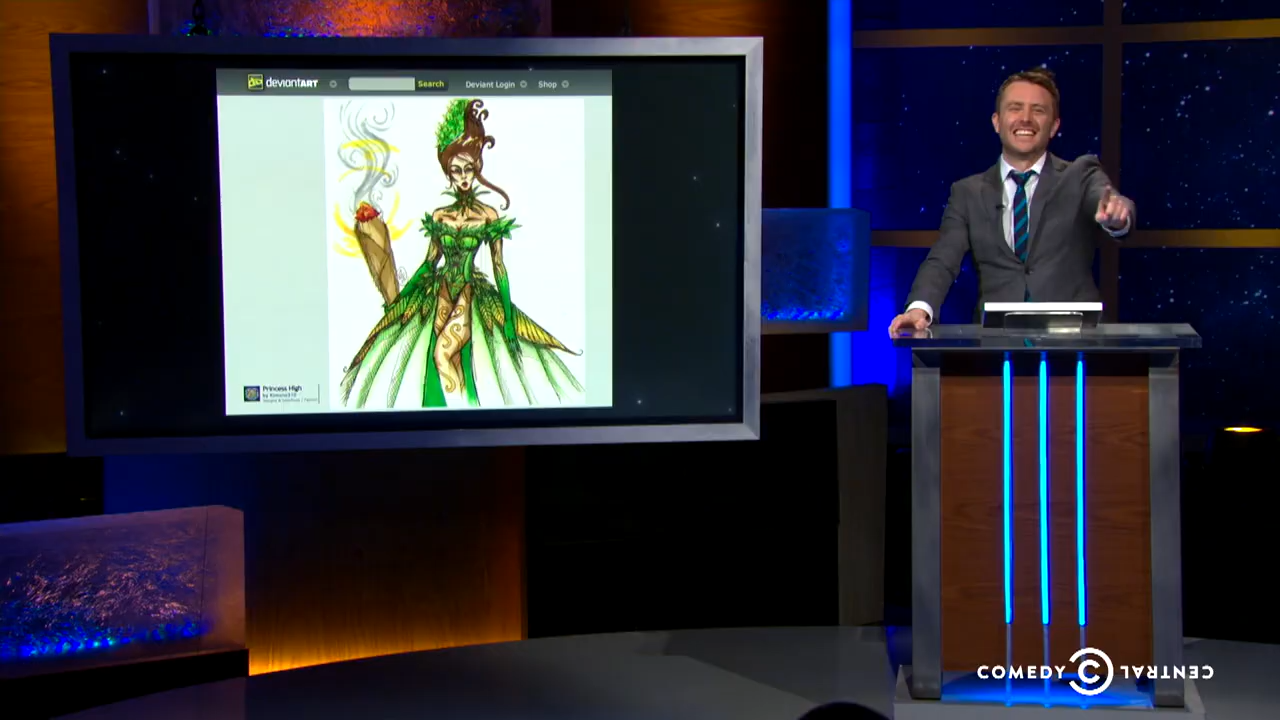 deviantART
Search
Deviant Login
Shop
Princess High
COMEDY CENTRAL